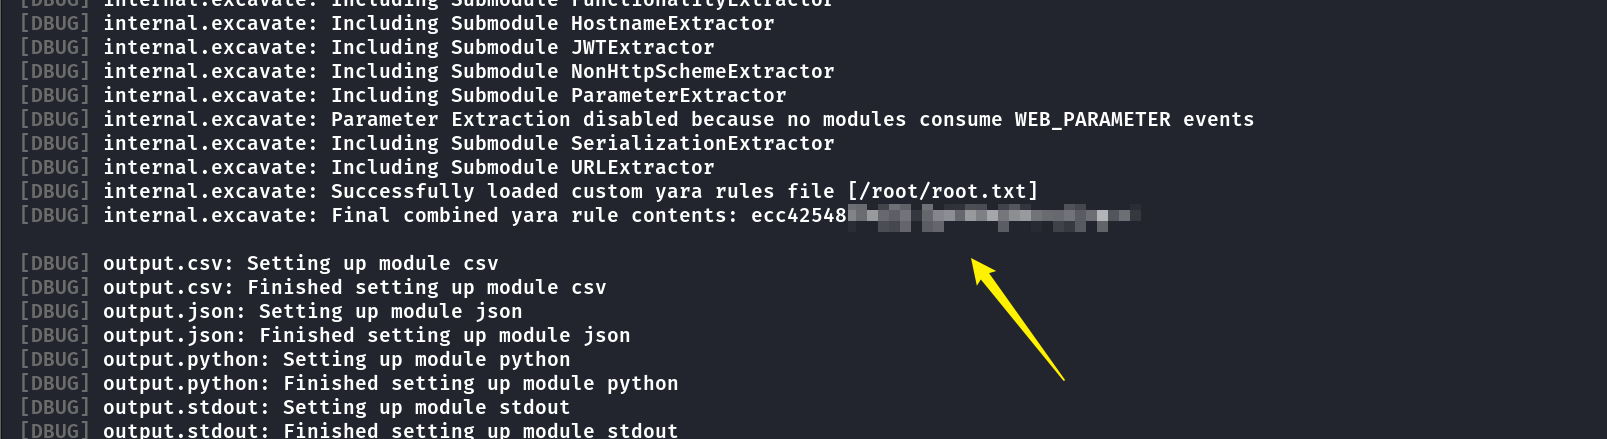 [DBUG] internal.excavate: Including Submodule FunctionalityExtractor
[DBUG] internal.excavate: Including Submodule HostnameExtractor
[DBUG] internal.excavate: Including Submodule JWTExtractor
[DBUG] internal.excavate: Including Submodule NonHttpSchemeExtractor
[DBUG] internal.excavate: Including Submodule ParameterExtractor
[DBUG] internal.excavate: Parameter Extraction disabled because no modules consume WEB_PARAMETER events
[DBUG] internal.excavate: Including Submodule SerializationExtractor
[DBUG] internal.excavate: Including Submodule URLExtractor
[DBUG] internal.excavate: Successfully loaded custom yara rules file [/root/root.txt]
[DBUG] internal.excavate: Final combined yara rule contents: ecc42548
[DBUG] output.csv: Setting up module csv
[DBUG] output.csv: Finished setting up module csv
[DBUG] output.json: Setting up module json
[DBUG] output.json: Finished setting up module json
[DBUG] output.python: Setting up module python
[DBUG] output.python: Finished setting up module python
[DBUG] output.stdout: Setting up module stdout
[DBUG] output.stdout: Finished setting up module stdout